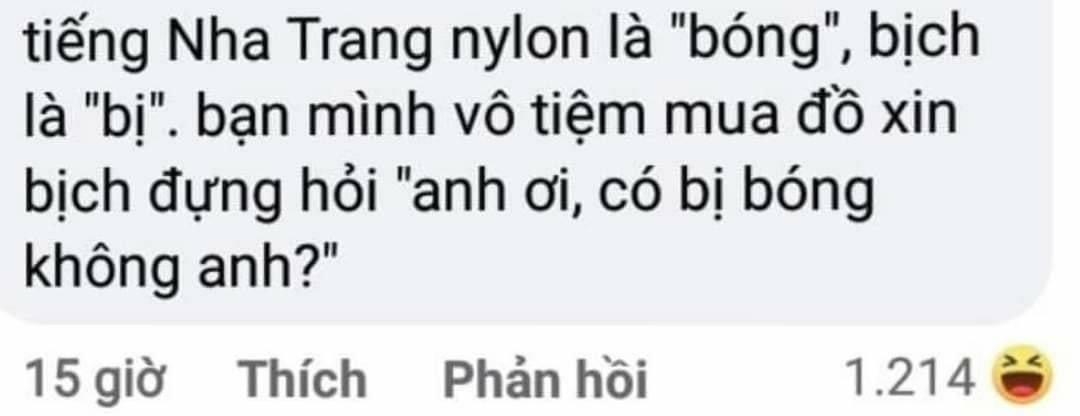 tiếng Nha Trang nylon là "bóng", bịch
là "bị". bạn mình vô tiệm mua đồ xin
bịch đựng hỏi "anh ơi, có bị bóng
không anh?"
15 giờ Thích Phản hồi 1.214